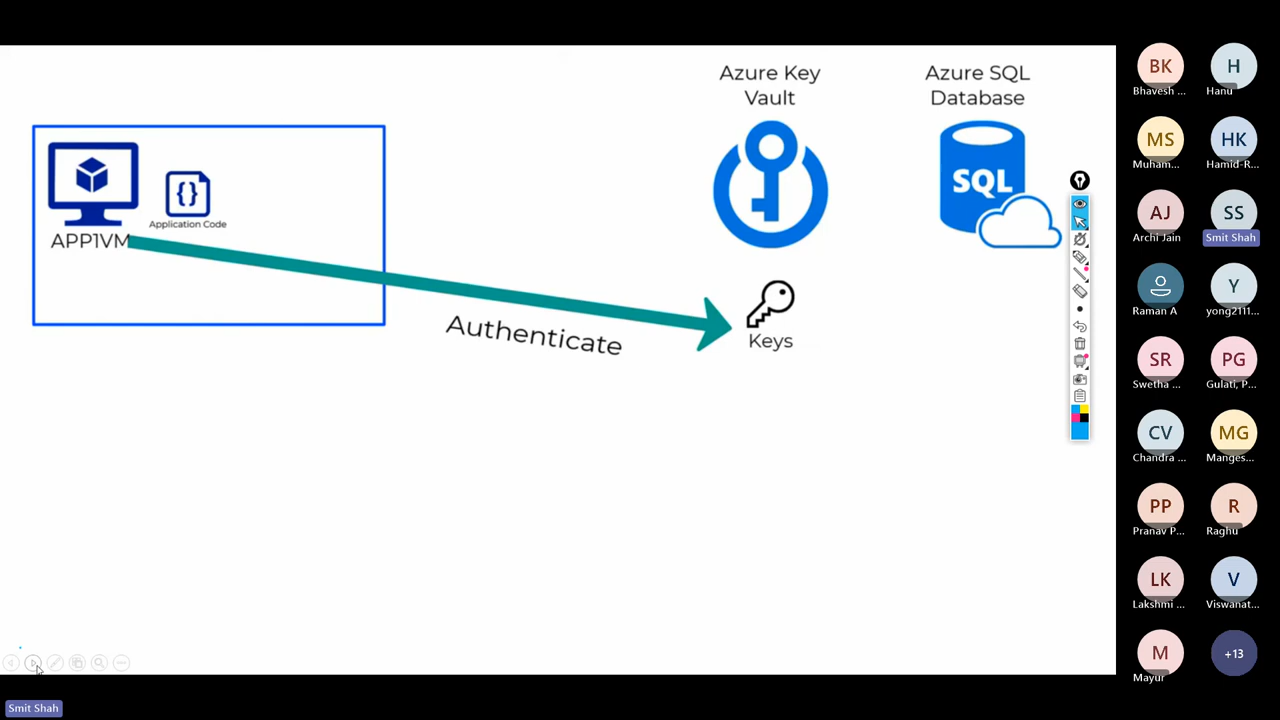 Azure Key
Vault
Azure SQL
Database
SQL
{}
Application Code
APP1VM
Authenticate
Keys
BK
Bhavesh ...
H
Hanu
MS
Muham...
HK
Hamid-R...
AJ
Archi Jain
SS
Smit Shah
Raman A
Y
yong2111...
SR
Swetha ...
PG
Gulati, P...
CV
Chandra ...
MG
Manges...
PP
Pranav P...
R
Raghu
LK
Lakshmi ...
V
Viswanat...
M
Mayur
+13
Smit Shah